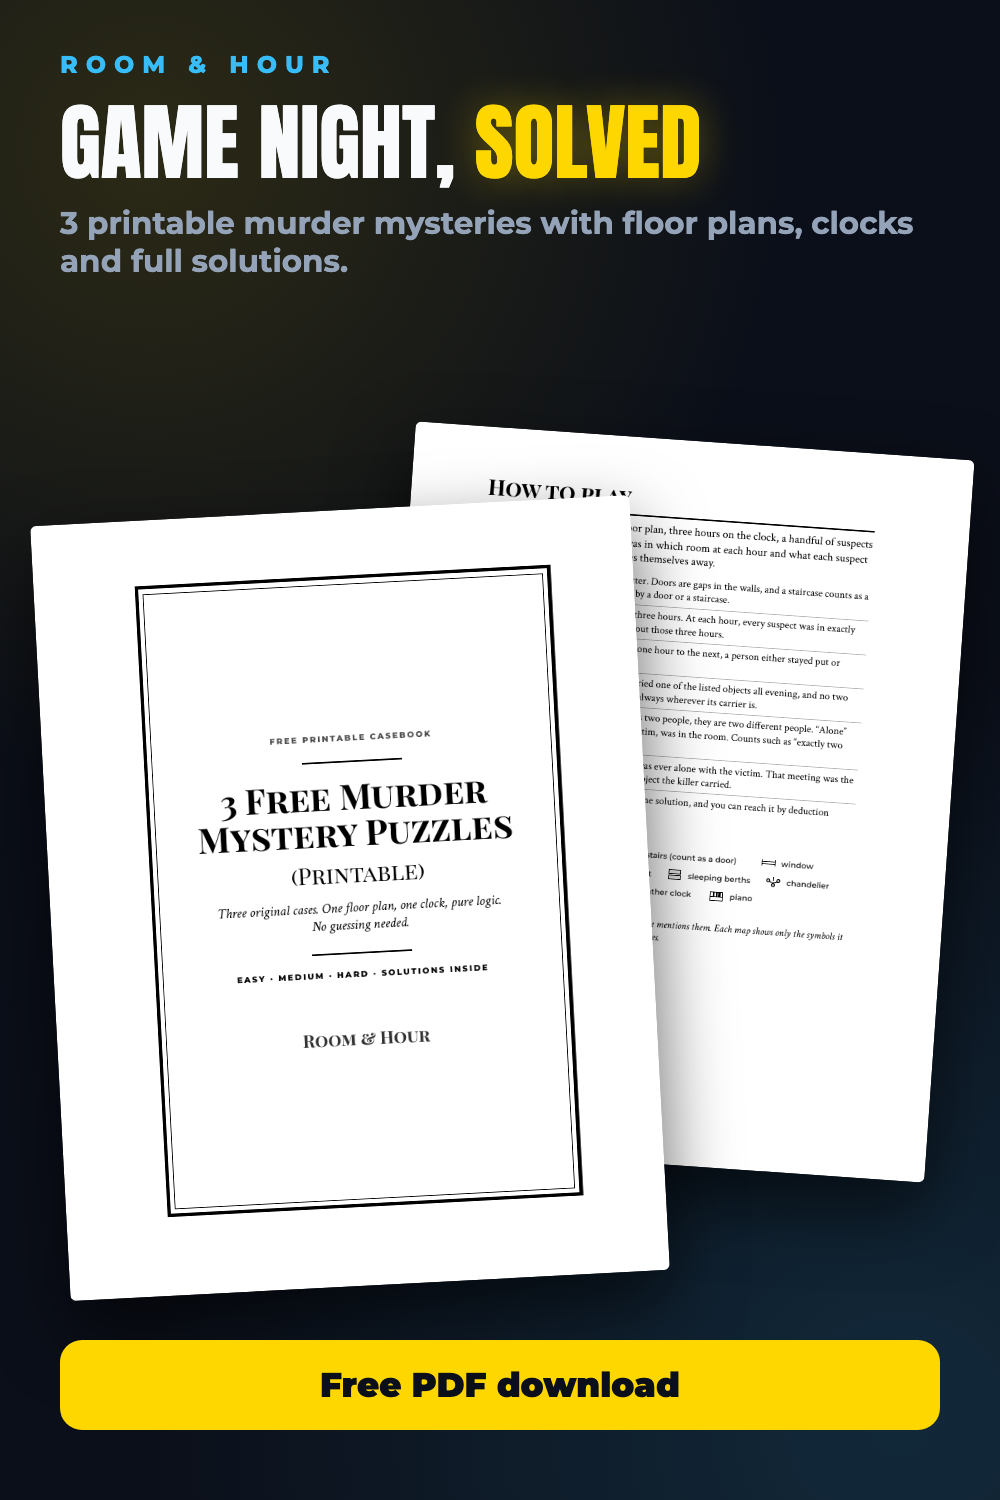 ROOM & HOUR
GAME NIGHT, SOLVED
3 printable murder mysteries with floor plans, clocks
and full solutions.
HOW TO PLAY
oor plan, three hours on the clock, a handful of suspects
as in which room at each hour and what each suspect
s themselves away.
tter. Doors are gaps in the walls, and a staircase counts as a
by a door or a staircase.
three hours. At each hour, every suspect was in exactly
out those three hours.
one hour to the next, a person either stayed put or
ried one of the listed objects all evening, and no two
always wherever its carrier is.
s two people, they are two different people. “Alone”
tim, was in the room. Counts such as “exactly two
as ever alone with the victim. That meeting was the
ject the killer carried.
ne solution, and you can reach it by deduction
stairs (count as a door) window
t sleeping berths chandelier
ther clock piano
e mentions them. Each map shows only the symbols it
es.
FREE PRINTABLE CASEBOOK
3 FREE MURDER
MYSTERY PUZZLES
(PRINTABLE)
Three original cases. One floor plan, one clock, pure logic.
No guessing needed.
EASY · MEDIUM · HARD · SOLUTIONS INSIDE
ROOM & HOUR
Free PDF download